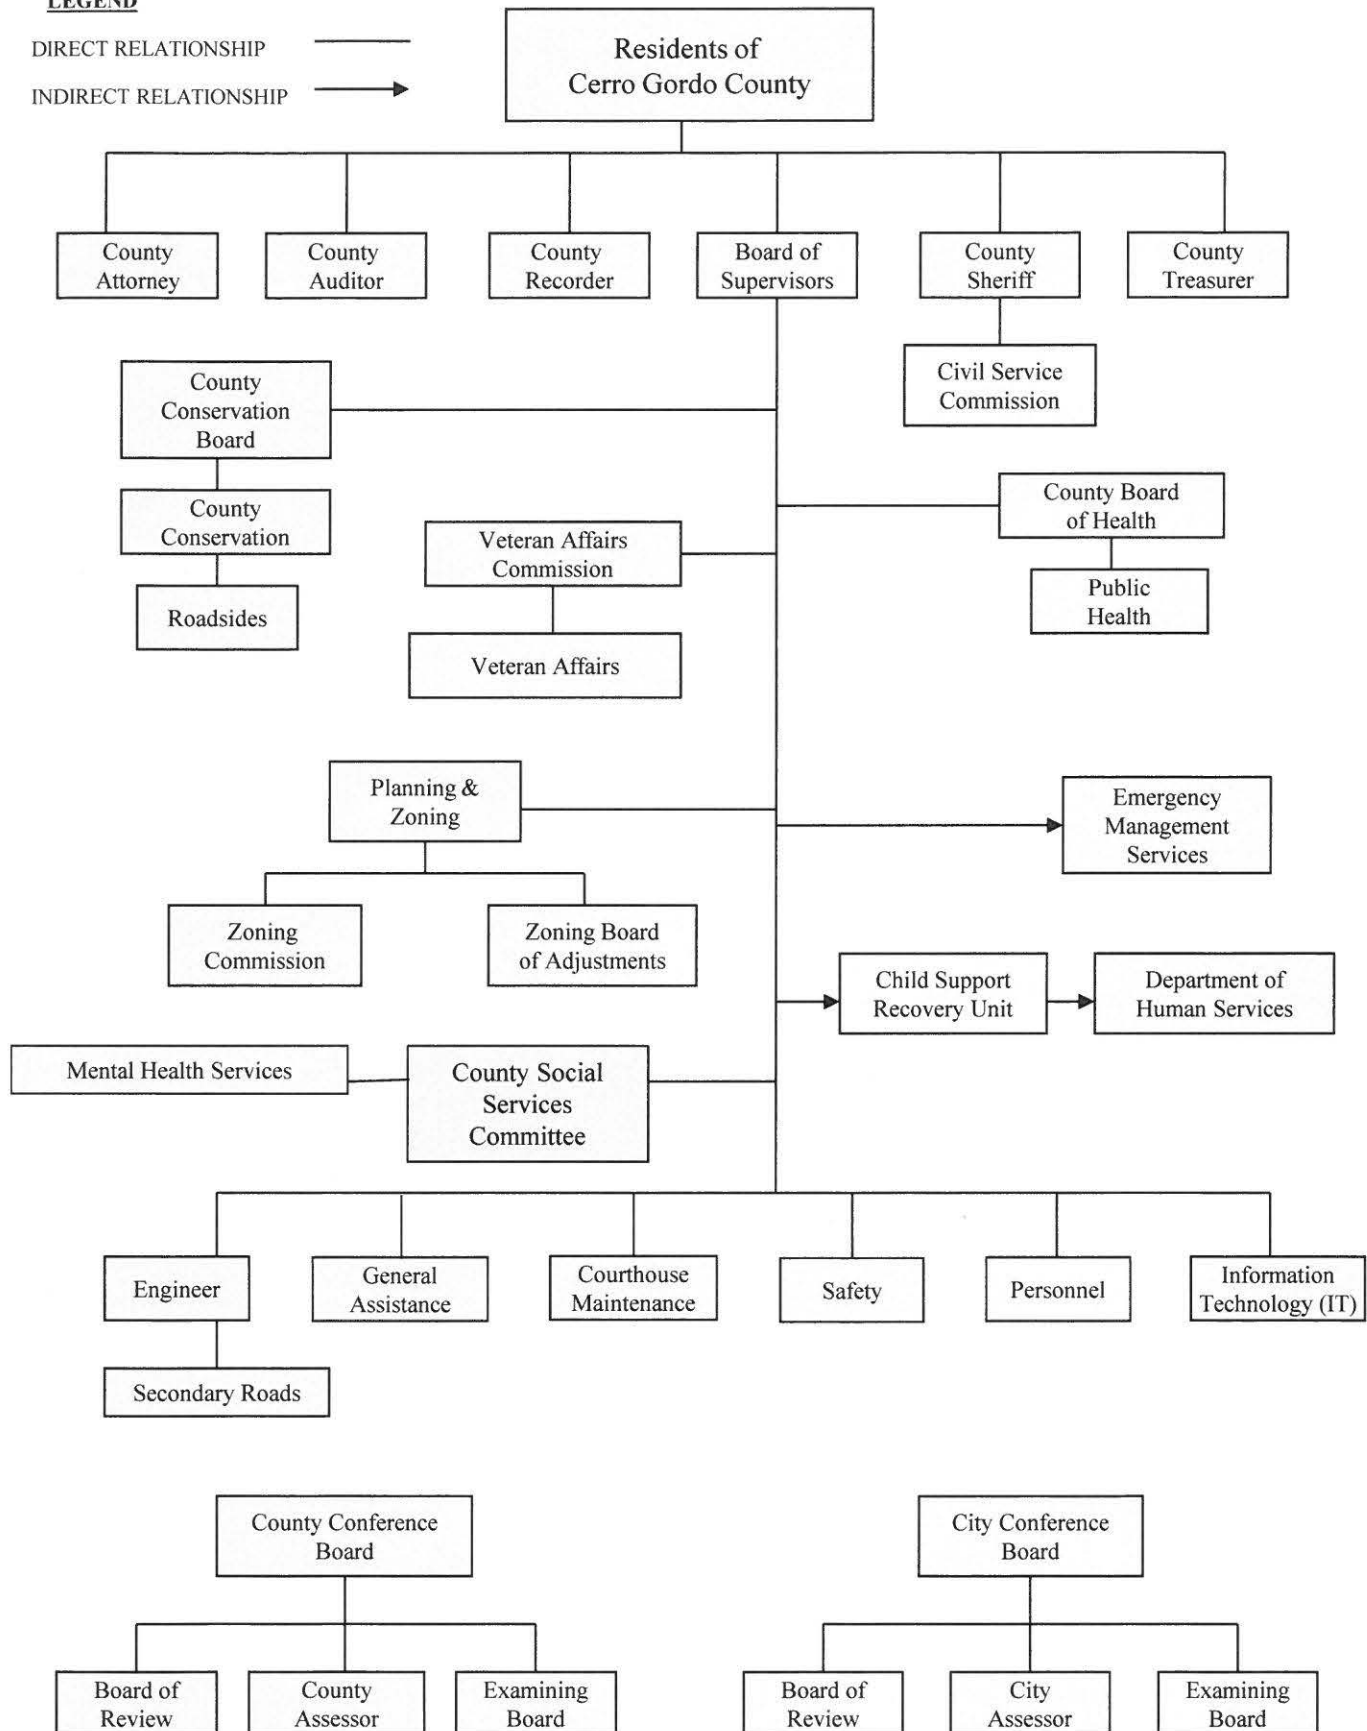 LEGEND
DIRECT RELATIONSHIP
INDIRECT RELATIONSHIP
Residents of
Cerro Gordo County
County
Attorney
County
Auditor
County
Recorder
Board of
Supervisors
County
Sheriff
County
Treasurer
Civil Service
Commission
County
Conservation
Board
County
Conservation
Roadsides
Veteran Affairs
Commission
Veteran Affairs
County Board
of Health
Public
Health
Planning &
Zoning
Zoning
Commission
Zoning Board
of Adjustments
Emergency
Management
Services
Child Support
Recovery Unit
Department of
Human Services
Mental Health Services
County Social
Services
Committee
Engineer
General
Assistance
Courthouse
Maintenance
Safety
Personnel
Information
Technology (IT)
Secondary Roads
County Conference
Board
Board of
Review
County
Assessor
Examining
Board
City Conference
Board
Board of
Review
City
Assessor
Examining
Board